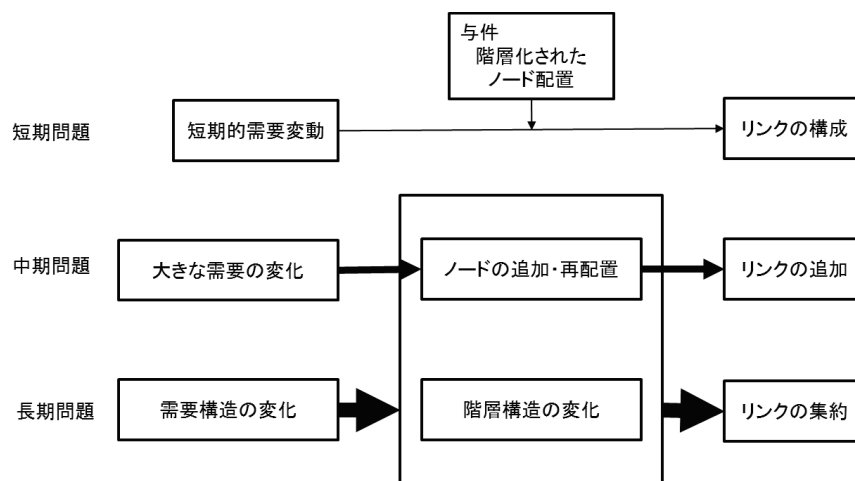 与件
階層化された
ノード配置
短期問題
短期的需要変動
リンクの構成
中期問題
大きな需要の変化
ノードの追加・再配置
リンクの追加
長期問題
需要構造の変化
階層構造の変化
リンクの集約